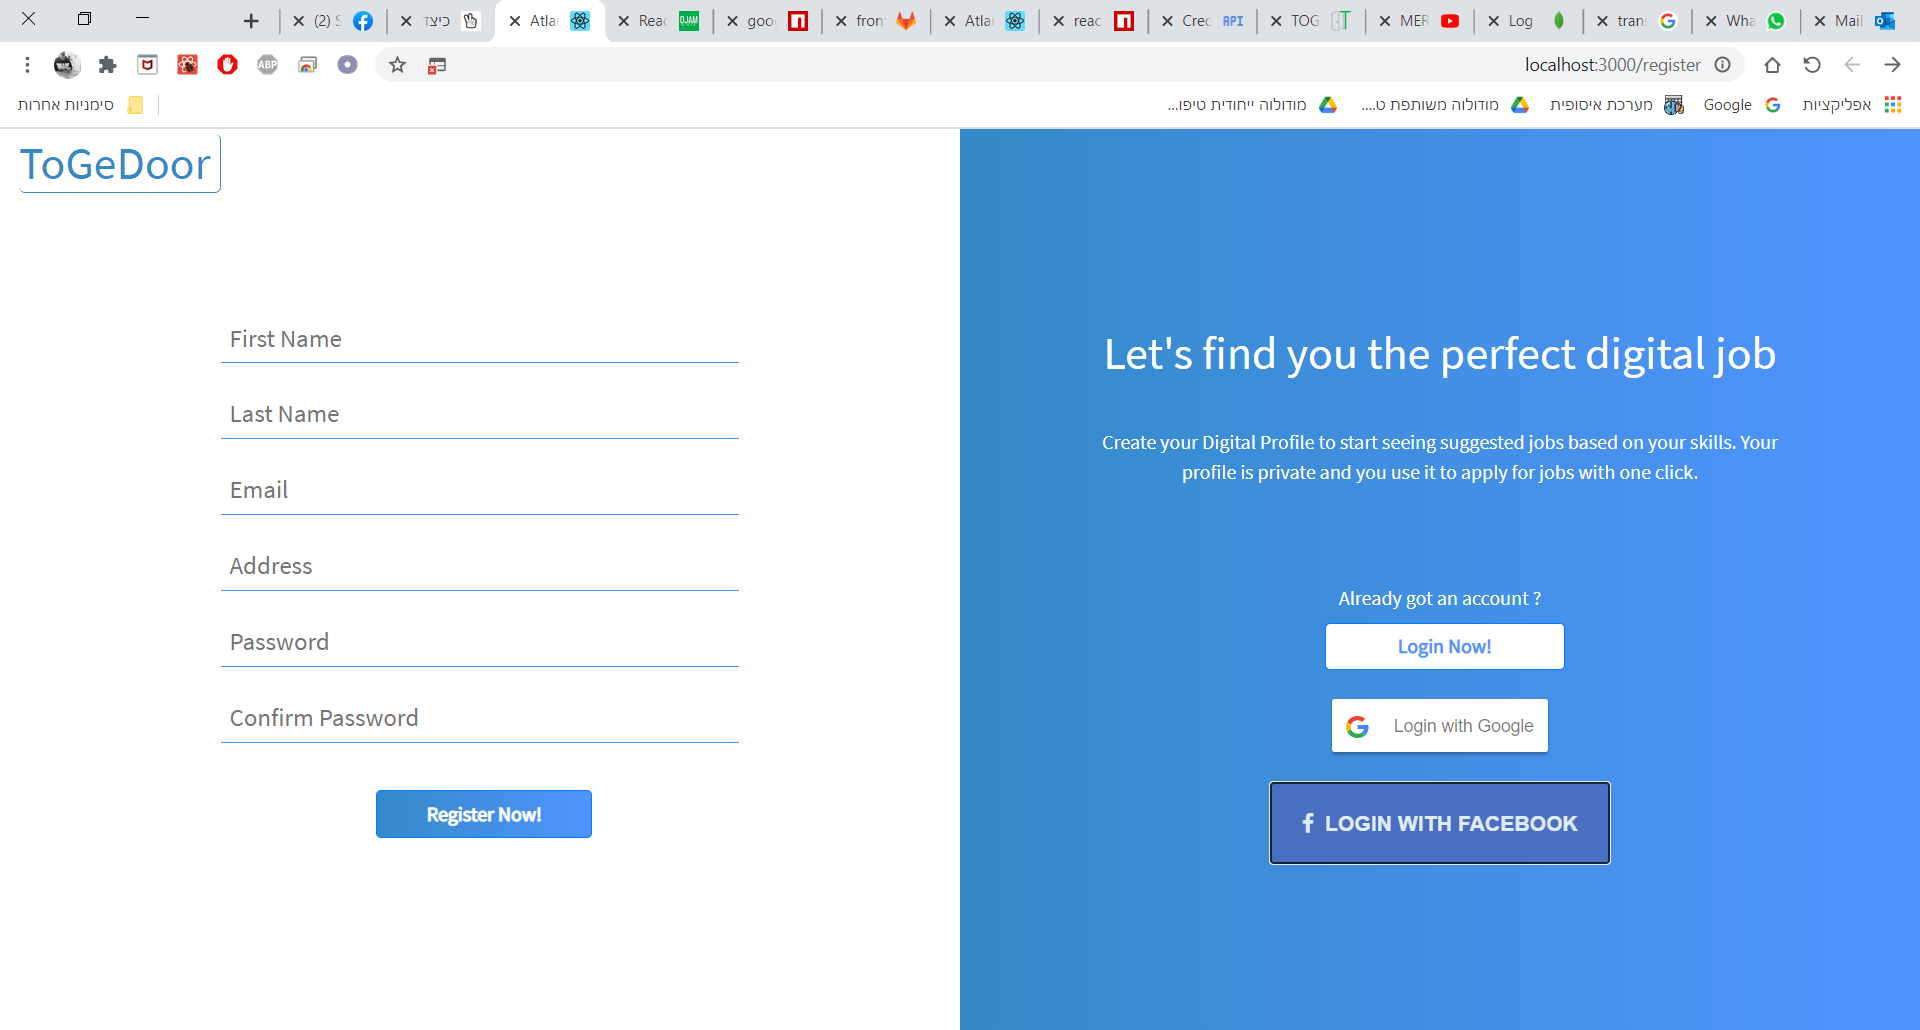 (2)
כיצד
Atla
Reac
goo
fron
Atla
reac
Cred
API
TOG
MER
Log
tran
Wha
Mail
ABP
localhost:3000/register
אפליקציות
Google
מערכת איסופית
מודולוה משותפת ט....
מודולוה ייחודית טיפו...
סימניות אחרות
ToGeDoor
First Name
Last Name
Email
Address
Password
Confirm Password
Register Now!
Let's find you the perfect digital job
Create your Digital Profile to start seeing suggested jobs based on your skills. Your
profile is private and you use it to apply for jobs with one click.
Already got an account ?
Login Now!
Login with Google
LOGIN WITH FACEBOOK